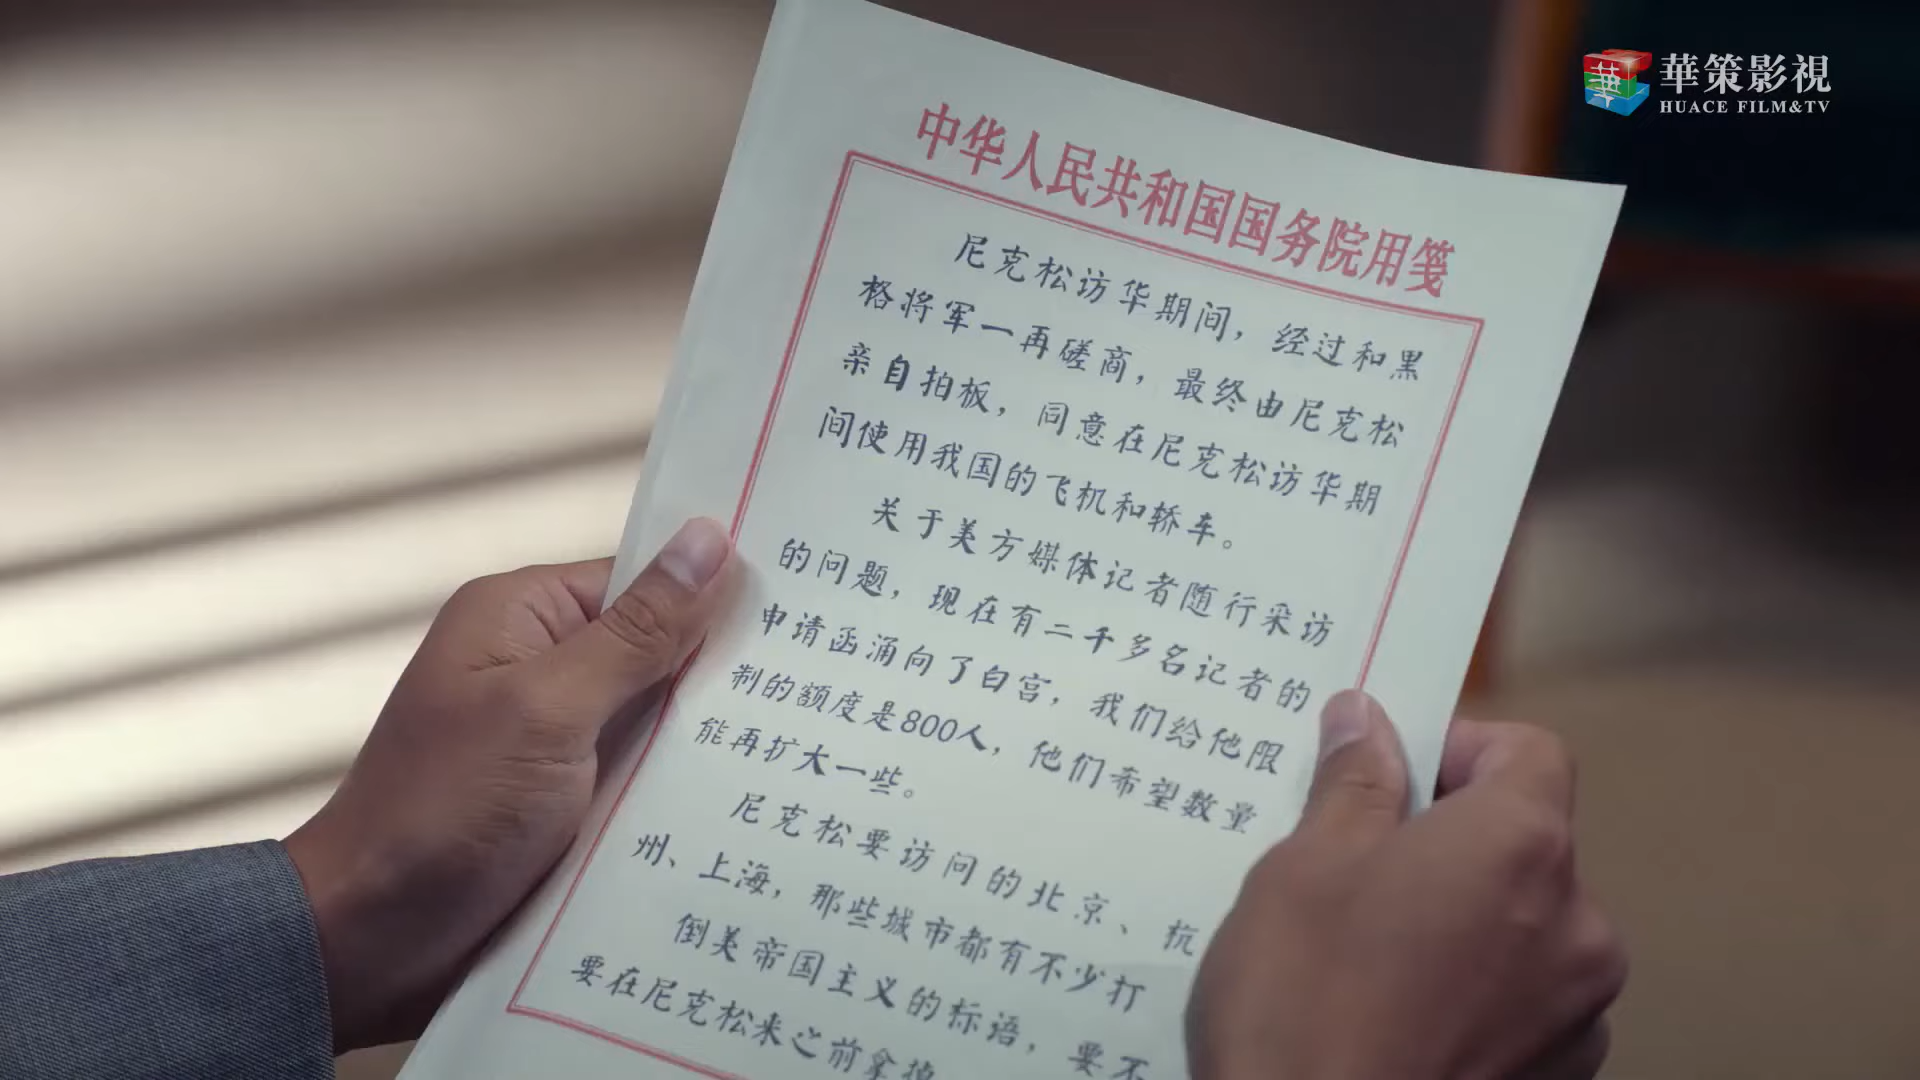 華策影視
HUACE FILM&TV
中华人民共和国国务院用笺
尼克松访华期间，经过和黑
格将军一再磋商，最终由尼克松
亲自拍板，同意在尼克松访华期
间使用我国的飞机和轿车。
关于美方媒体记者随行采访
的问题，现在有二千多名记者的
申请函涌向了白宫，我们给他限
制的额度是800人，他们希望数量
能再扩大一些。
尼克松要访问的北京、杭
州、上海，那些城市都有不少打
倒美帝国主义的标语，要不
要在尼克松来之前拿掉